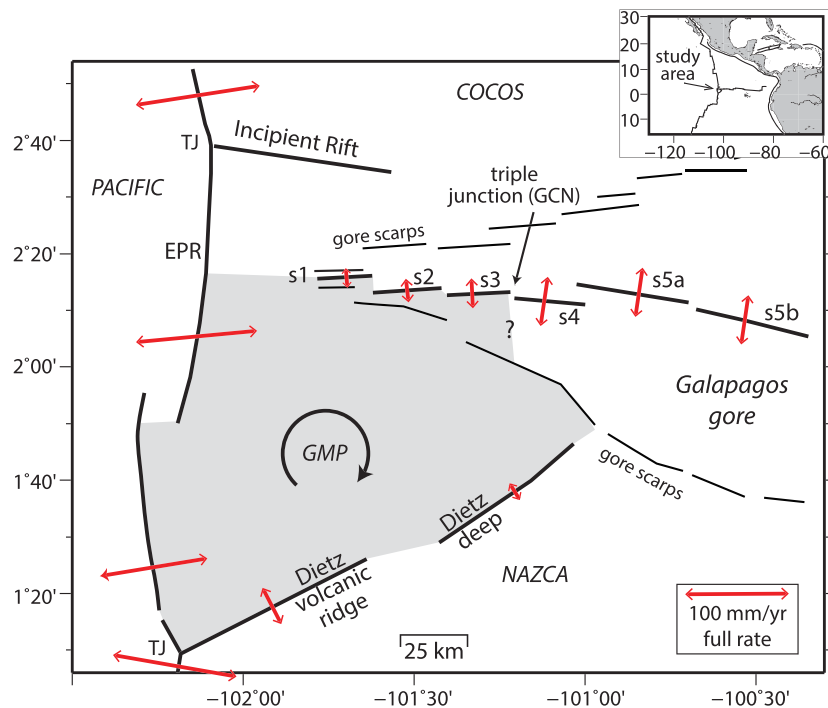 30
20
10
0
10
study
area
−120
−100
−80
−60
COCOS
2˚40'
TJ
Incipient Rift
PACIFIC
triple
junction (GCN)
EPR
gore scarps
2˚20'
s1
s2
s3
s4
s5a
s5b
?
2˚00'
Galapagos
gore
GMP
gore scarps
1˚40'
Dietz
deep
NAZCA
Dietz
volcanic
ridge
1˚20'
TJ
25 km
100 mm/yr
full rate
−102˚00'
−101˚30'
−101˚00'
−100˚30'